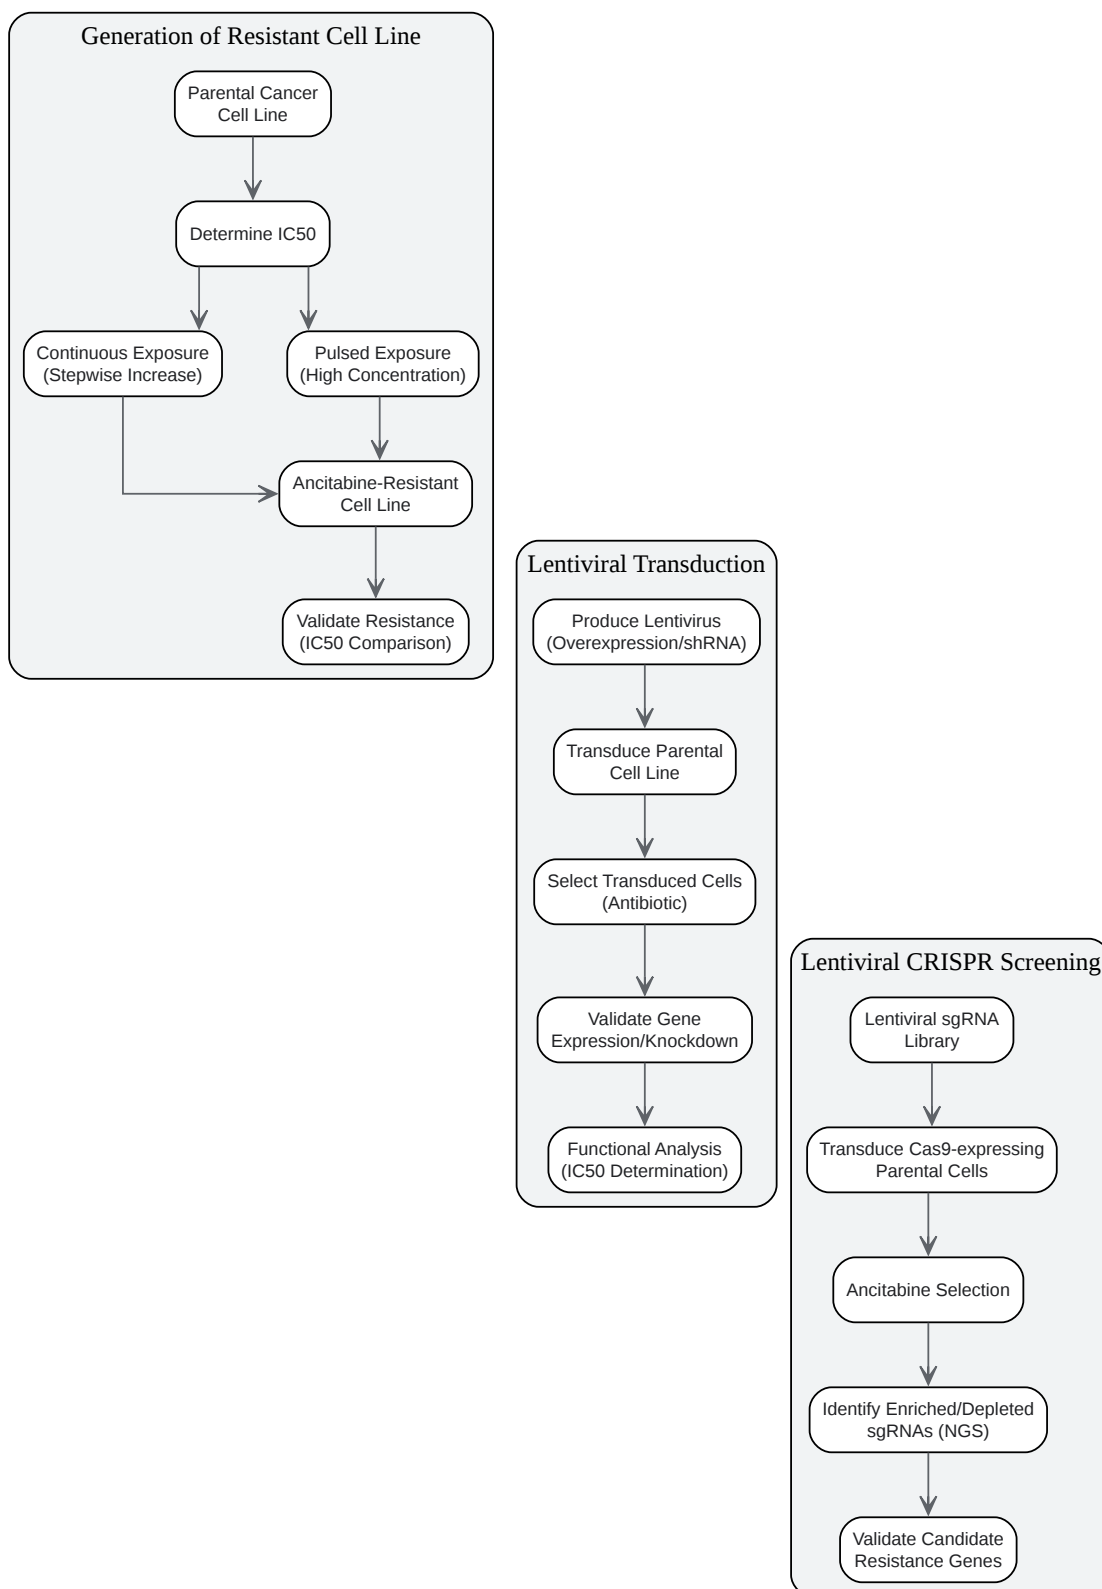 Generation of Resistant Cell Line
Parental Cancer
Cell Line
Determine IC50
Continuous Exposure
(Stepwise Increase)
Pulsed Exposure
(High Concentration)
Ancitabine-Resistant
Cell Line
Validate Resistance
(IC50 Comparison)
Lentiviral Transduction
Produce Lentivirus
(Overexpression/shRNA)
Transduce Parental
Cell Line
Select Transduced Cells
(Antibiotic)
Validate Gene
Expression/Knockdown
Functional Analysis
(IC50 Determination)
Lentiviral CRISPR Screening
Lentiviral sgRNA
Library
Transduce Cas9-expressing
Parental Cells
Ancitabine Selection
Identify Enriched/Depleted
sgRNAs (NGS)
Validate Candidate
Resistance Genes